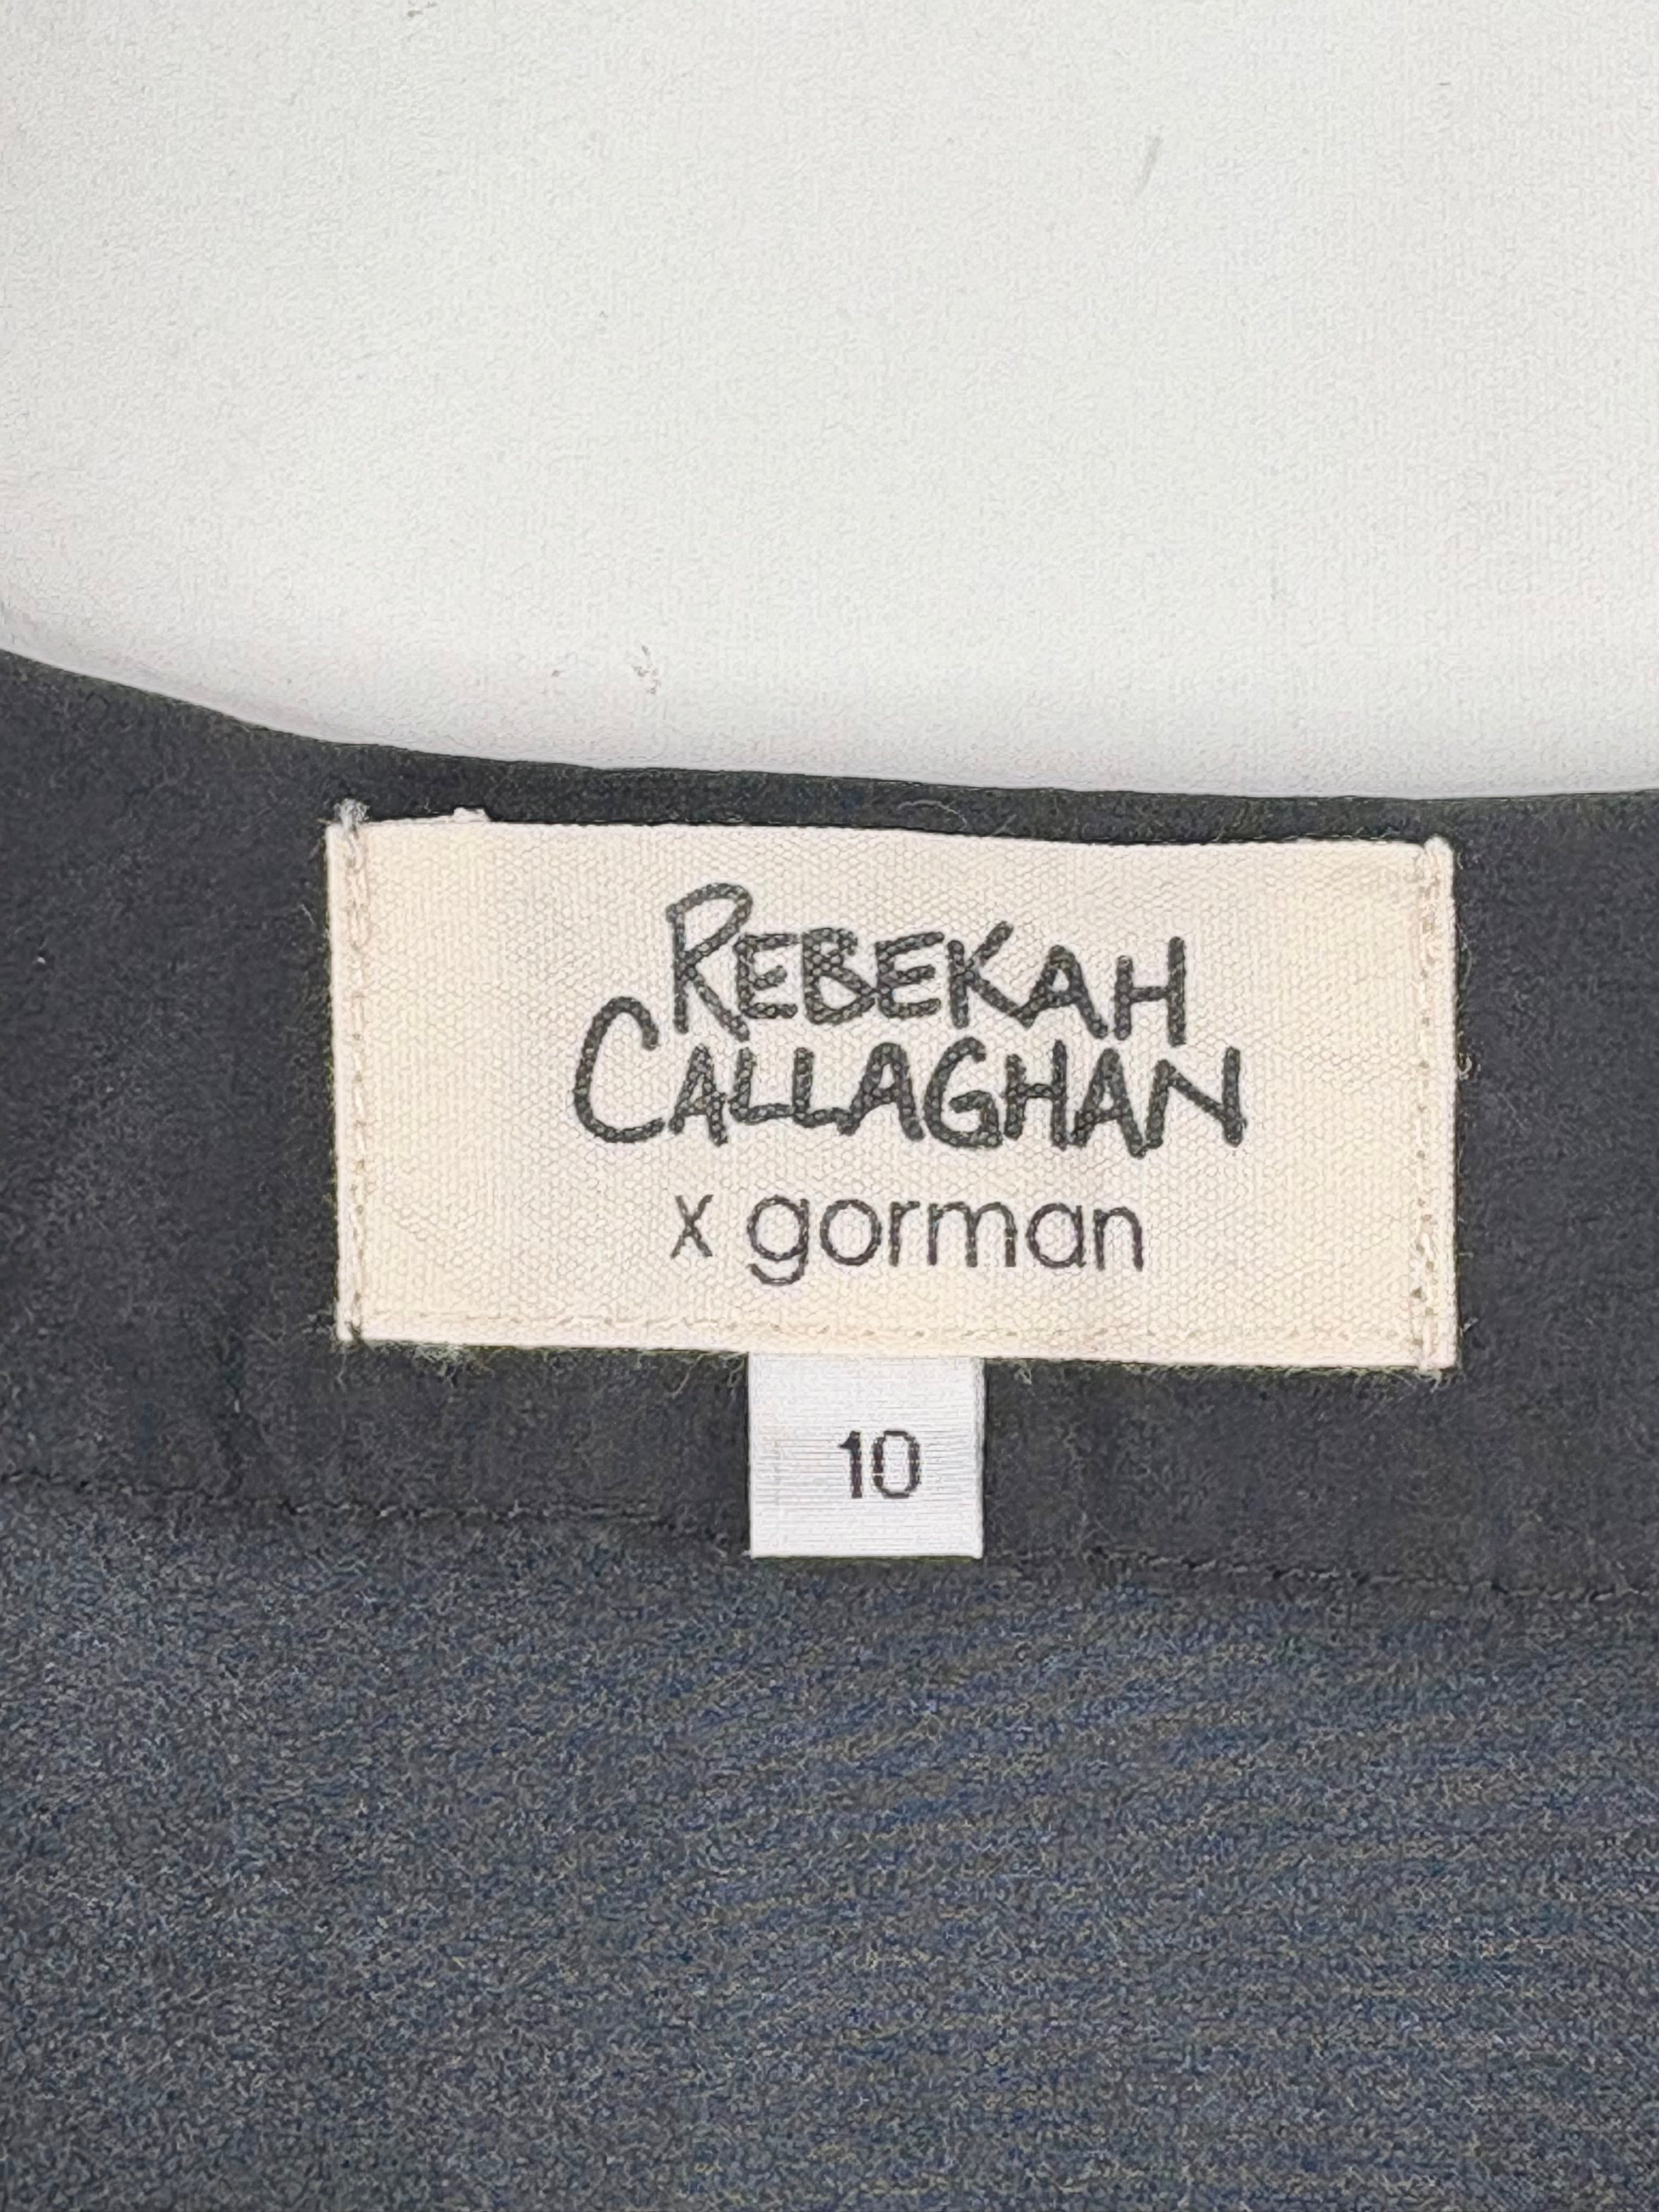 REBEKAH
CALLAGHAN
x gorman
10